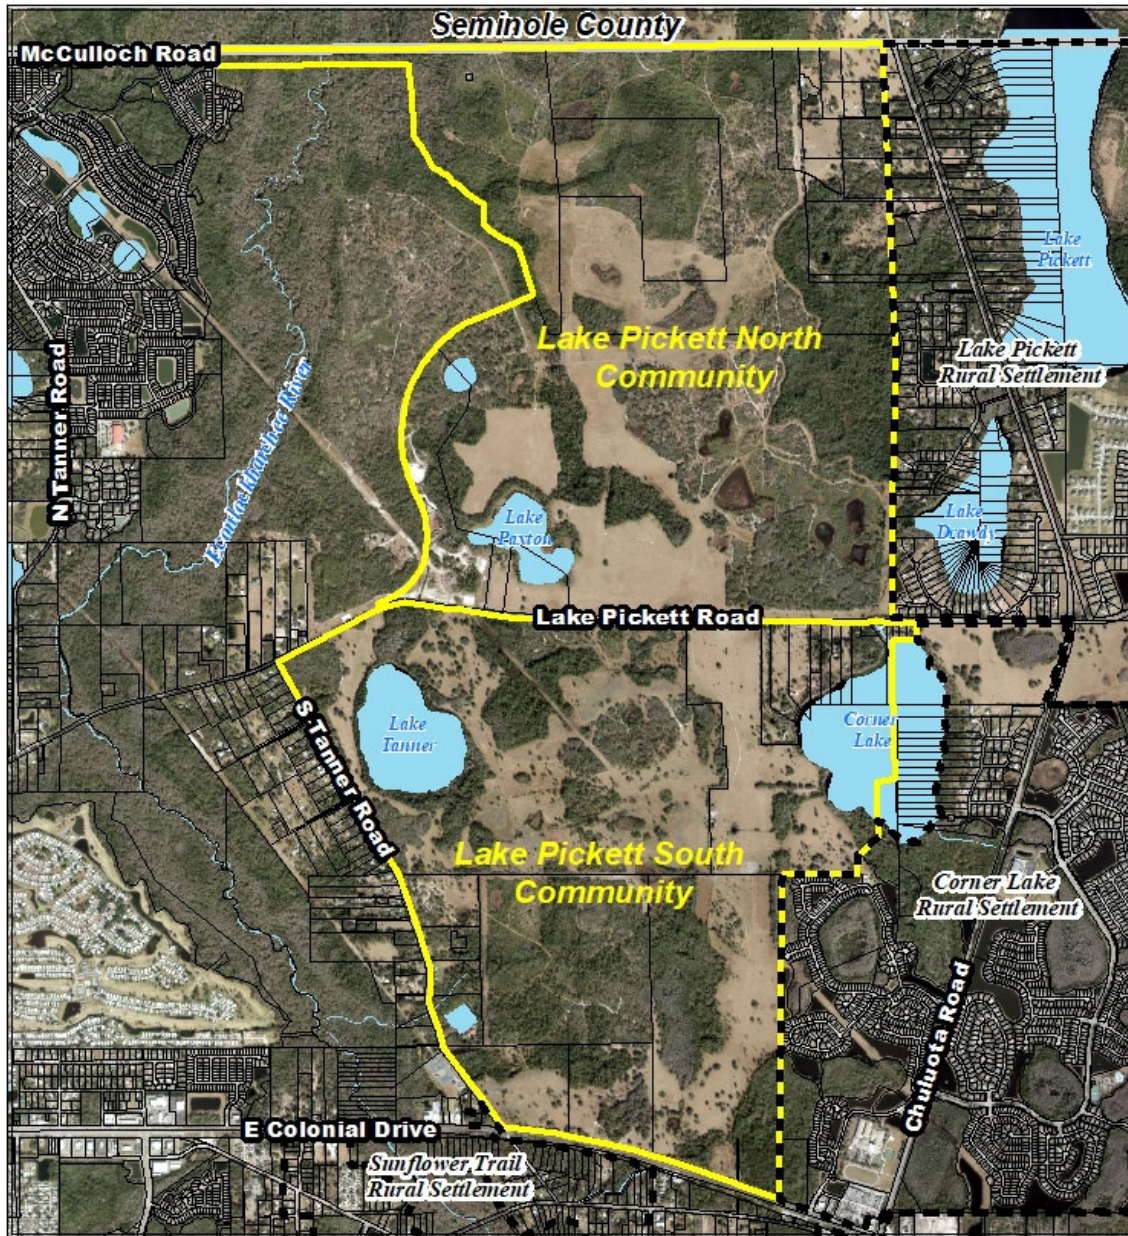 Seminole County
McCulloch Road
Lake
Pickett
Lake Pickett North
Community
Lake Pickett
Rural Settlement
N Tanner Road
Econlockhatchee River
Lake
Paxton
Lake
Drawdy
Lake Pickett Road
S Tanner Road
Lake
Tanner
Corner
Lake
Lake Pickett South
Community
Corner Lake
Rural Settlement
Chuluota Road
E Colonial Drive
Sunflower Trail
Rural Settlement